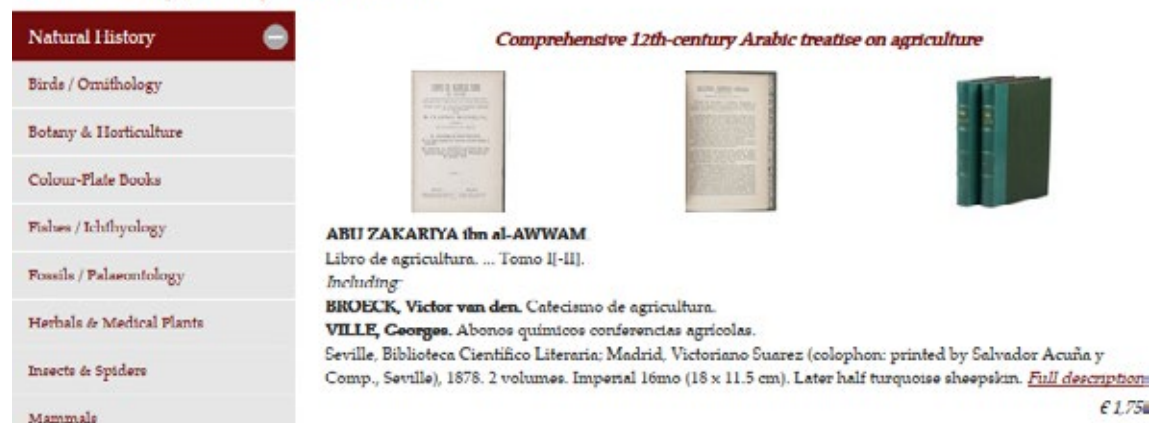 Natural History
Birds / Ornithology
Botany & Horticulture
Colour-Plate Books
Fishes / Ichthyology
Fossils / Palaeontology
Herbals & Medical Plants
Insects & Spiders
Mammals
Comprehensive 12th-century Arabic treatise on agriculture
ABU ZAKARIYA ibn al-AWWAM.
Libro de agricultura. ... Tomo I[-II].
Including:
BROECK, Victor van den. Catecismo de agricultura.
VILLE, Georges. Abonos químicos conferencias agrícolas.
Seville, Biblioteca Científico Literaria; Madrid, Victoriano Suarez (colophon: printed by Salvador Acuña y
Comp., Seville), 1878. 2 volumes. Imperial 16mo (18 x 11.5 cm). Later half turquoise sheepskin. Full description